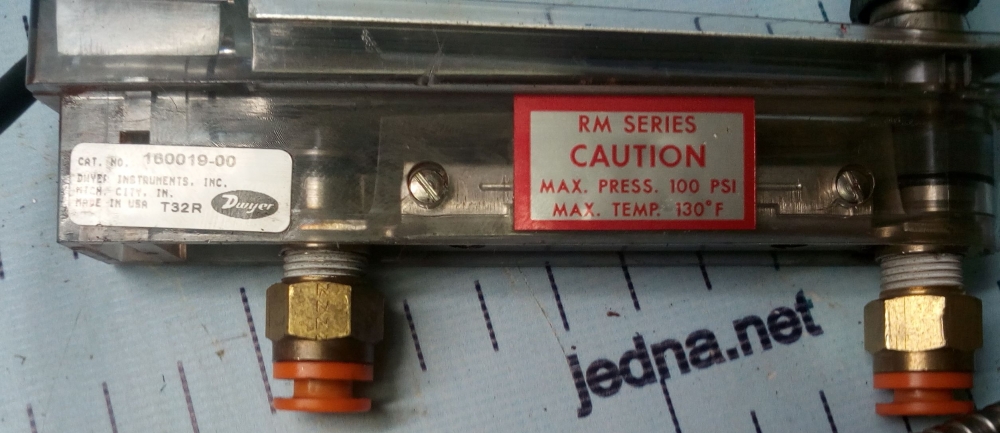 CAT. NO. 160019-00
DWYER INSTRUMENTS, INC.
MICH. CITY, IN.
MADE IN USA T32R
Dwyer
RM SERIES
CAUTION
MAX. PRESS. 100 PSI
MAX. TEMP. 130°F
jedna.net